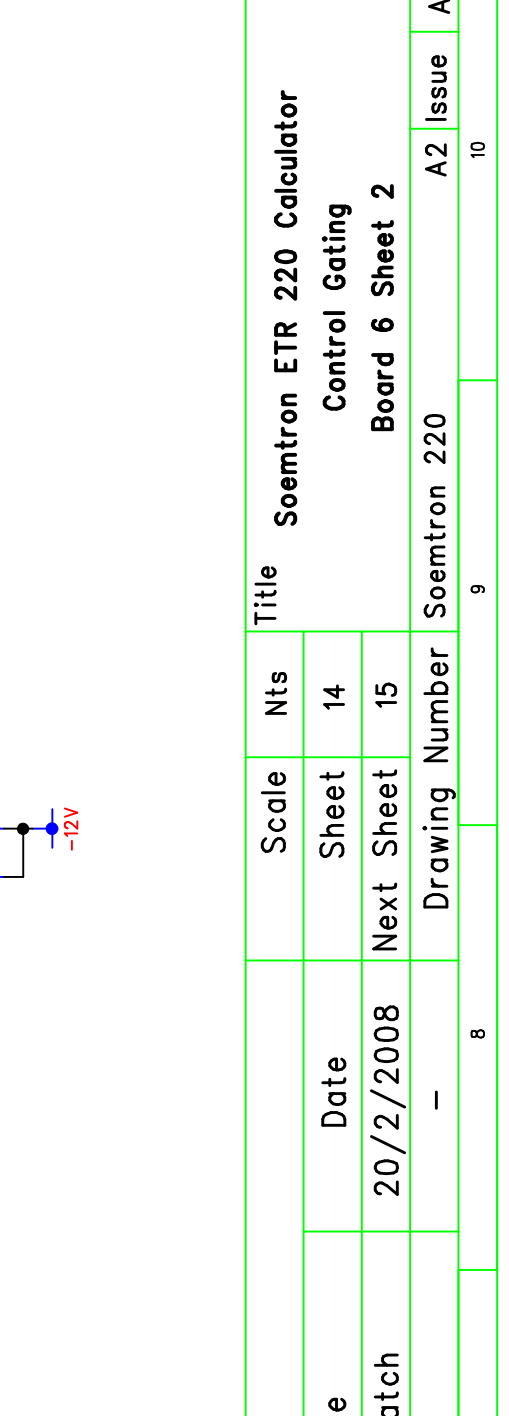 Title
Soemtron ETR 220 Calculator
Control Gating
Board 6 Sheet 2
Scale Nts
Sheet 14
Next Sheet 15
Date
20/2/2008
e
atch
-
Drawing Number Soemtron 220 A2 Issue A
8 9 10
-12V